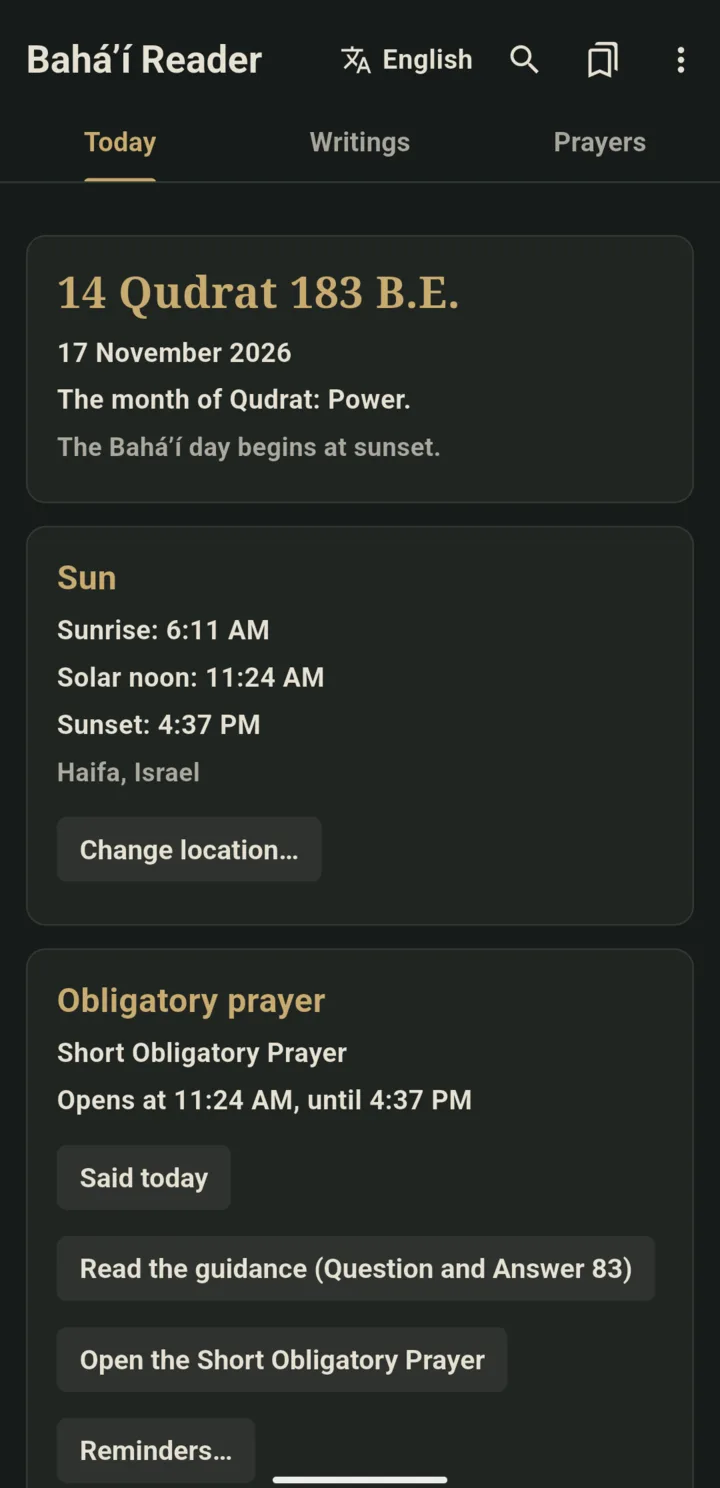 Bahá’í Reader
English
Today
Writings
Prayers
14 Qudrat 183 B.E.
17 November 2026
The month of Qudrat: Power.
The Bahá’í day begins at sunset.
Sun
Sunrise: 6:11 AM
Solar noon: 11:24 AM
Sunset: 4:37 PM
Haifa, Israel
Change location…
Obligatory prayer
Short Obligatory Prayer
Opens at 11:24 AM, until 4:37 PM
Said today
Read the guidance (Question and Answer 83)
Open the Short Obligatory Prayer
Reminders…